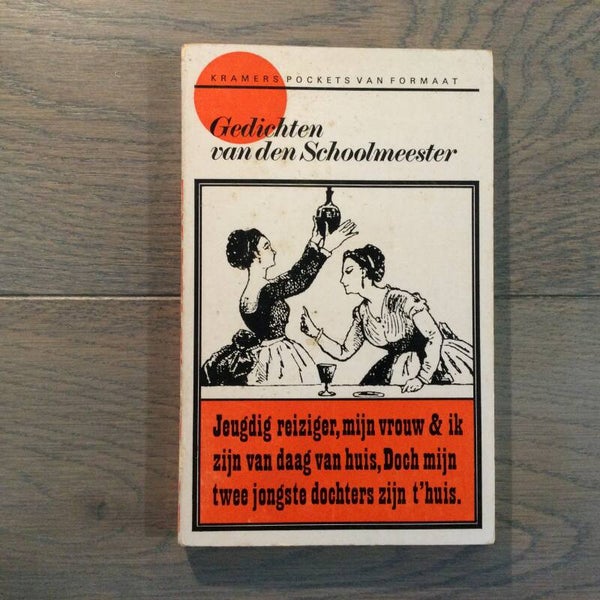 KRAMERS POCKETS VAN FORMAAT
Gedichten
van den Schoolmeester
Jeugdig reiziger, mijn vrouw & ik
zijn van daag van huis, Doch mijn
twee jongste dochters zijn t'huis.